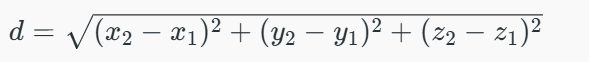 d = √(x₂ − x₁)² + (y₂ − y₁)² + (z₂ − z₁)²